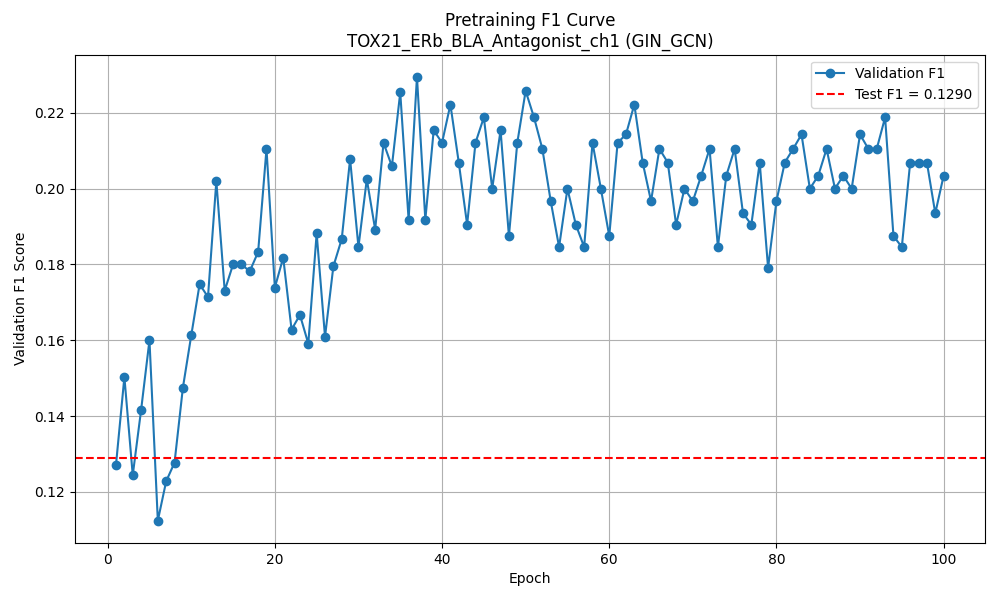 Pretraining F1 Curve
TOX21_ERb_BLA_Antagonist_ch1 (GIN_GCN)
Validation F1
Test F1 = 0.1290
Validation F1 Score
0.22
0.20
0.18
0.16
0.14
0.12
0 20 40 60 80 100
Epoch